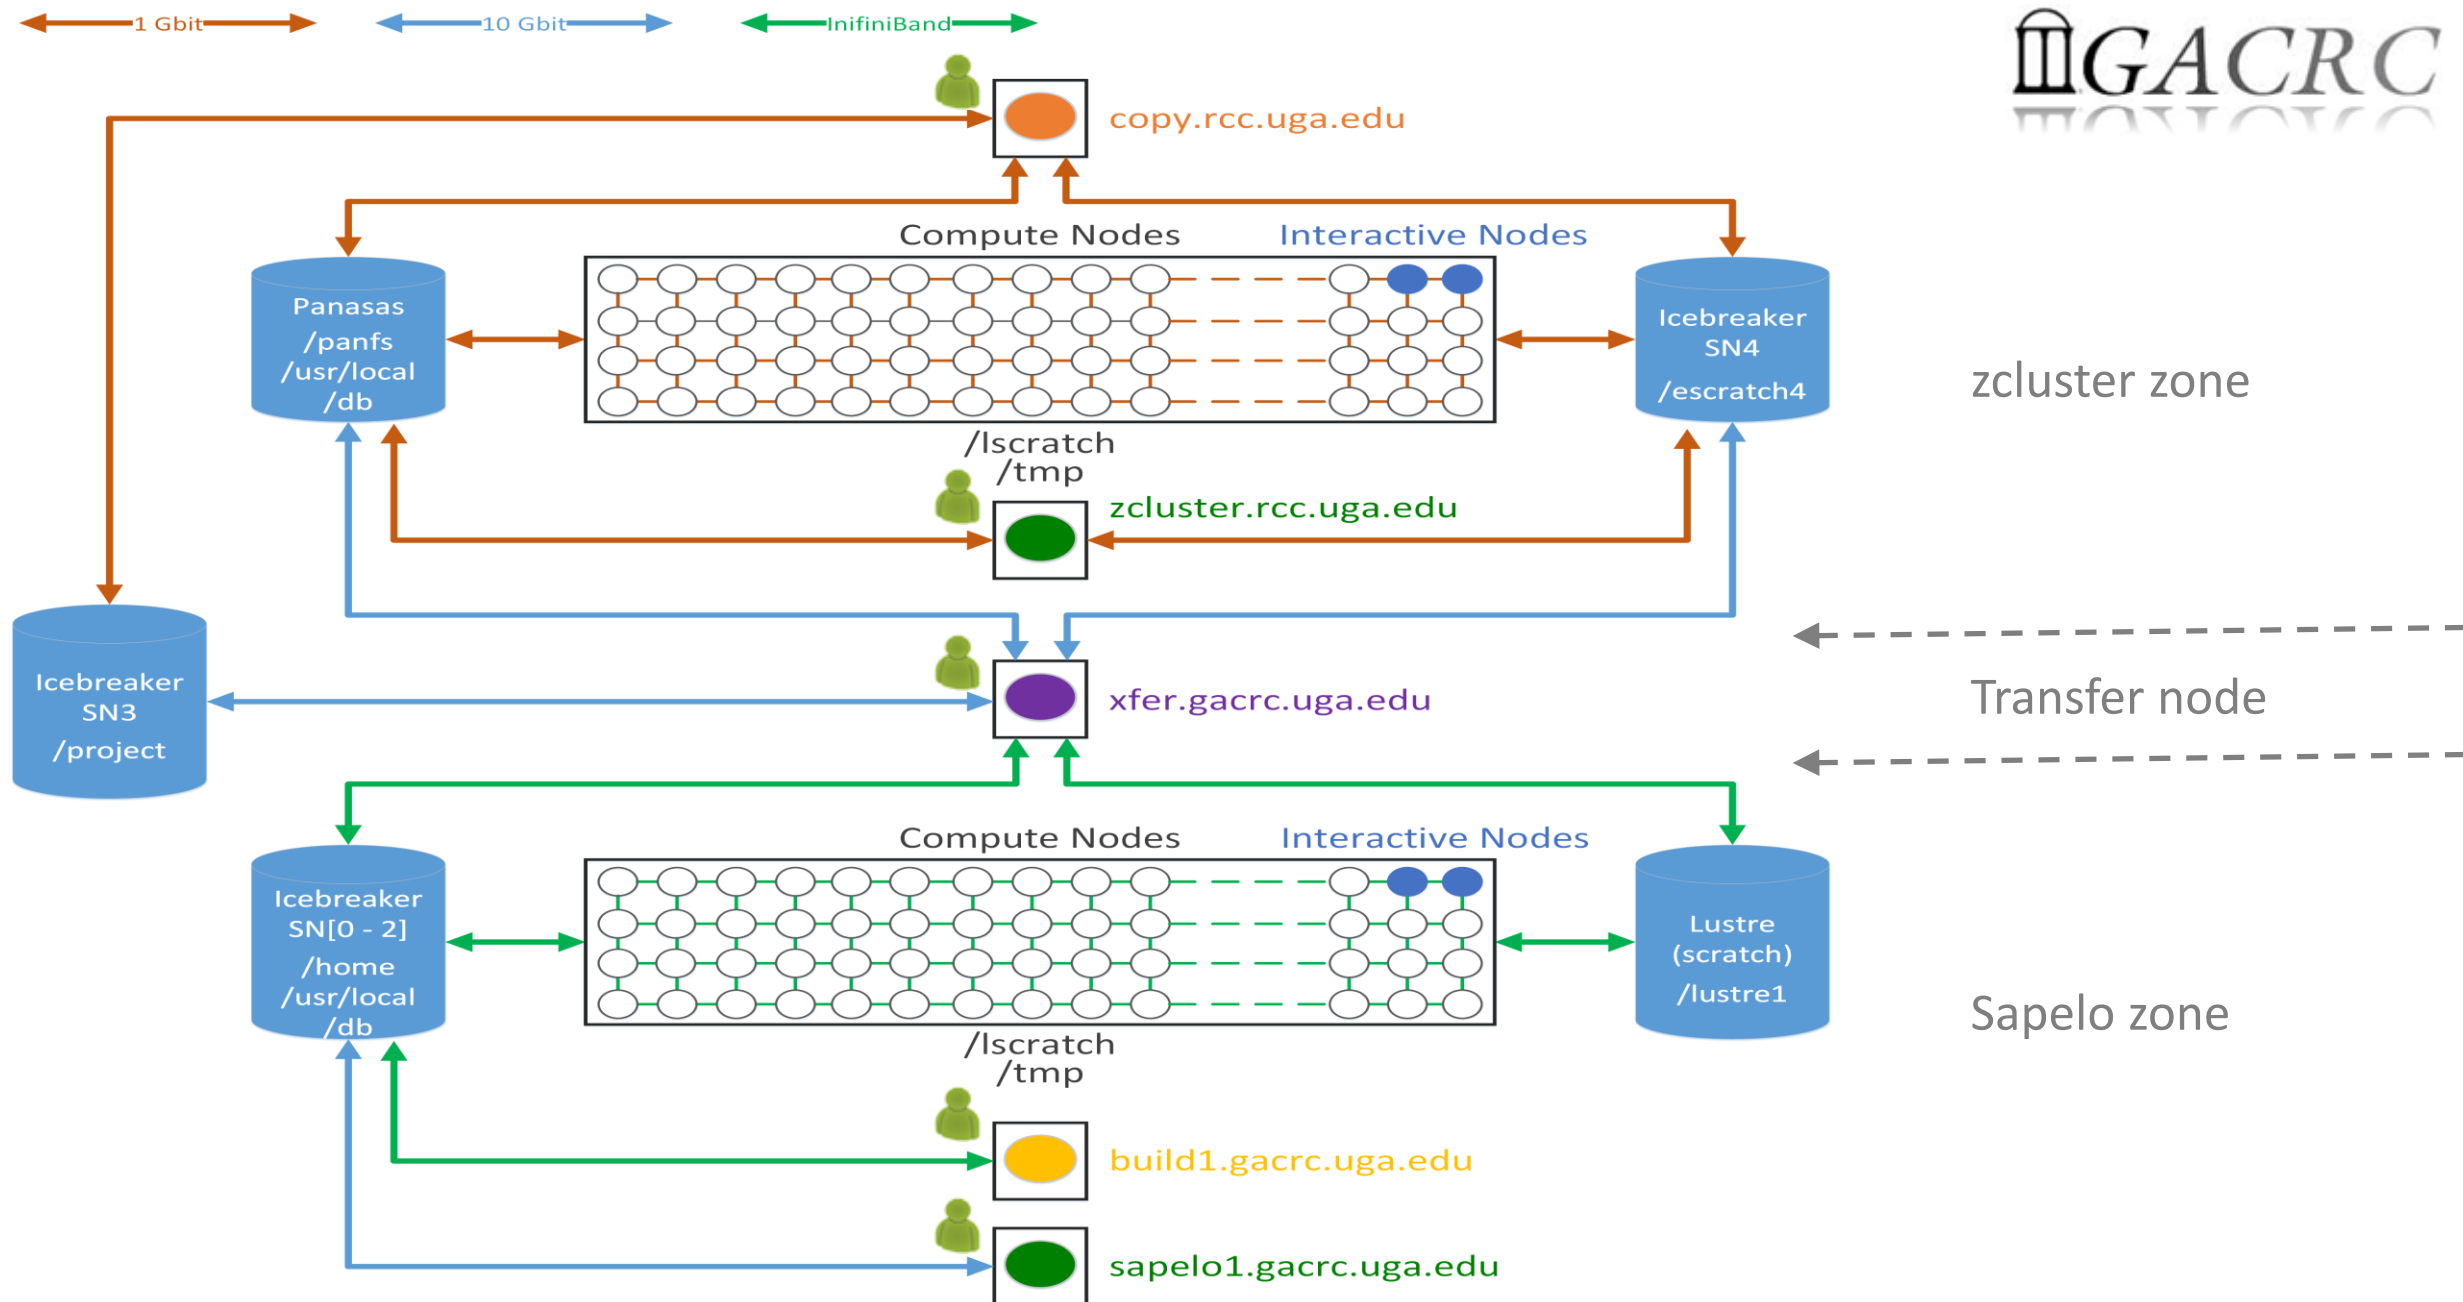 1 Gbit
10 Gbit
InifiniBand
GACRC
copy.rcc.uga.edu
Compute Nodes
Interactive Nodes
Panasas
/panfs
/usr/local
/db
Icebreaker
SN4
/escratch4
zcluster zone
/lscratch
/tmp
zcluster.rcc.uga.edu
Icebreaker
SN3
/project
xfer.gacrc.uga.edu
Transfer node
Compute Nodes
Interactive Nodes
Icebreaker
SN[0 - 2]
/home
/usr/local
/db
Lustre
(scratch)
/lustre1
Sapelo zone
/lscratch
/tmp
build1.gacrc.uga.edu
sapelo1.gacrc.uga.edu